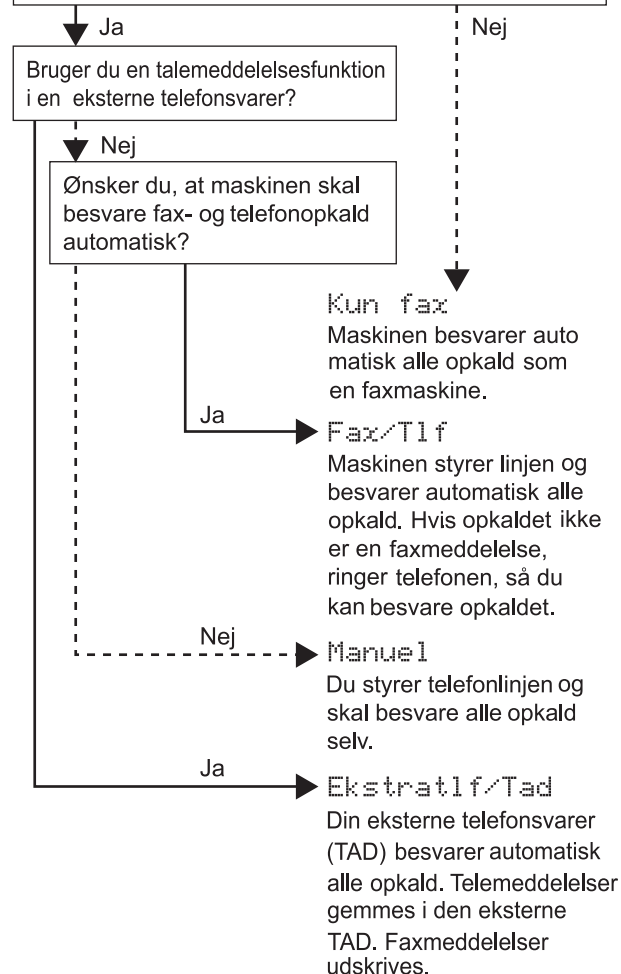 Ja
Nej
Bruger du en talemeddelelsesfunktion
i en eksterne telefonsvarer?
Nej
Ønsker du, at maskinen skal
besvare fax- og telefonopkald
automatisk?
Kun fax
Maskinen besvarer auto
matisk alle opkald som
en faxmaskine.
Ja
Fax/Tlf
Maskinen styrer linjen og
besvarer automatisk alle
opkald. Hvis opkaldet ikke
er en faxmeddelelse,
ringer telefonen, så du
kan besvare opkaldet.
Nej
Manuel
Du styrer telefonlinjen og
skal besvare alle opkald
selv.
Ja
Ekstratlf/Tad
Din eksterne telefonsvarer
(TAD) besvarer automatisk
alle opkald. Telemeddelelser
gemmes i den eksterne
TAD. Faxmeddelelser
udskrives.